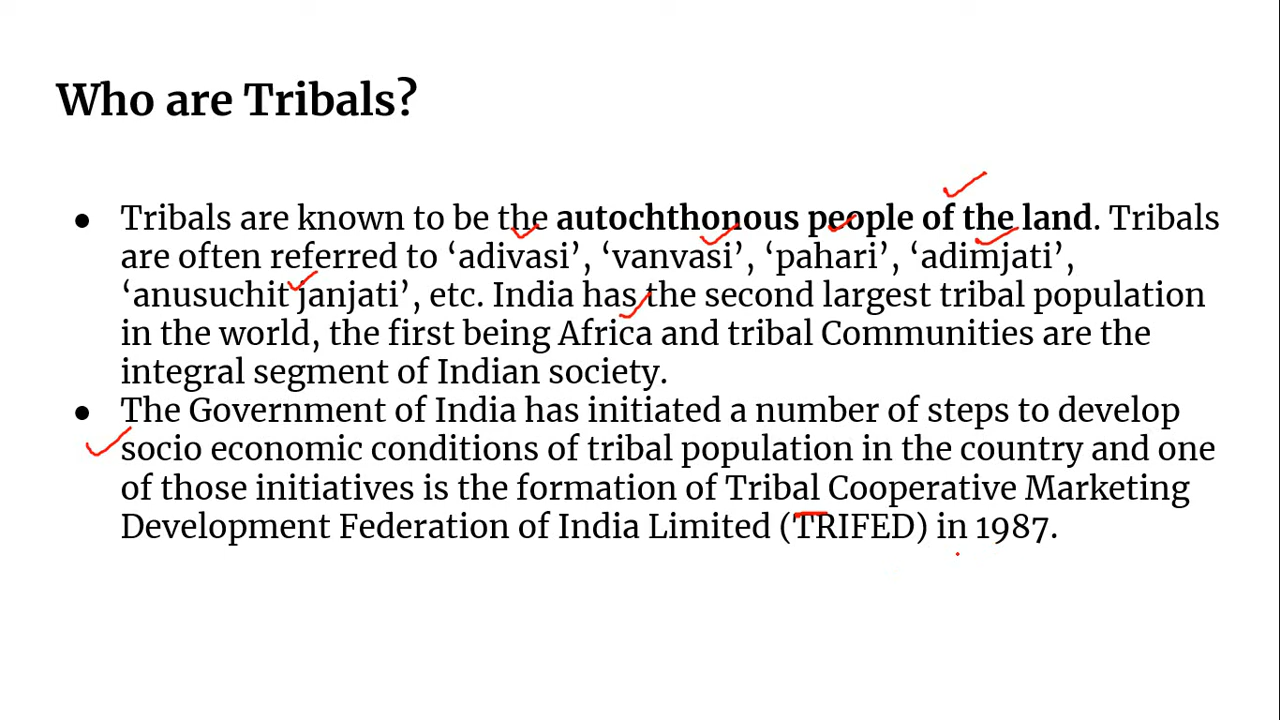 Who are Tribals?
● Tribals are known to be the autochthonous people of the land. Tribals
are often referred to ‘adivasi’, ‘vanvasi’, ‘pahari’, ‘adimjati’,
‘anusuchit janjati’, etc. India has the second largest tribal population
in the world, the first being Africa and tribal Communities are the
integral segment of Indian society.
● The Government of India has initiated a number of steps to develop
socio economic conditions of tribal population in the country and one
of those initiatives is the formation of Tribal Cooperative Marketing
Development Federation of India Limited (TRIFED) in 1987.